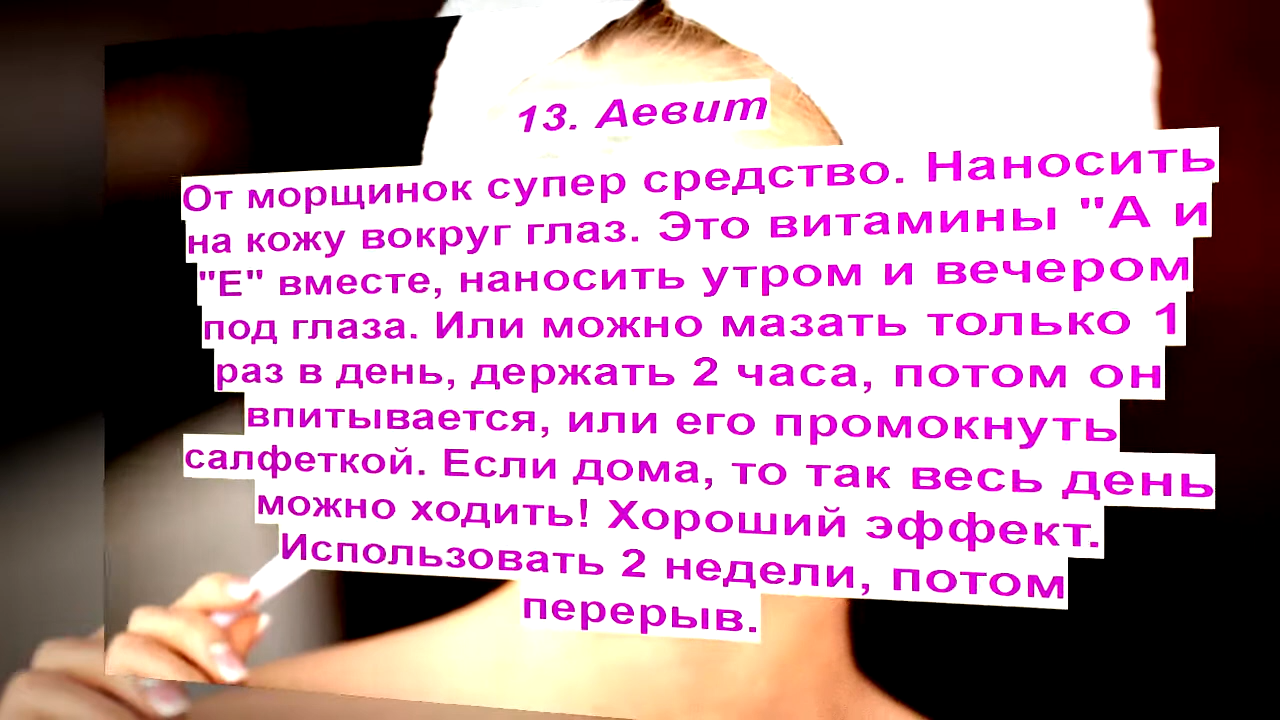 13. Аевит
От морщинок супер средство. Наносить
на кожу вокруг глаз. Это витамины "А и
"Е" вместе, наносить утром и вечером
под глаза. Или можно мазать только 1
раз в день, держать 2 часа, потом он
впитывается, или его промокнуть
салфеткой. Если дома, то так весь день
можно ходить! Хороший эффект.
Использовать 2 недели, потом
перерыв.